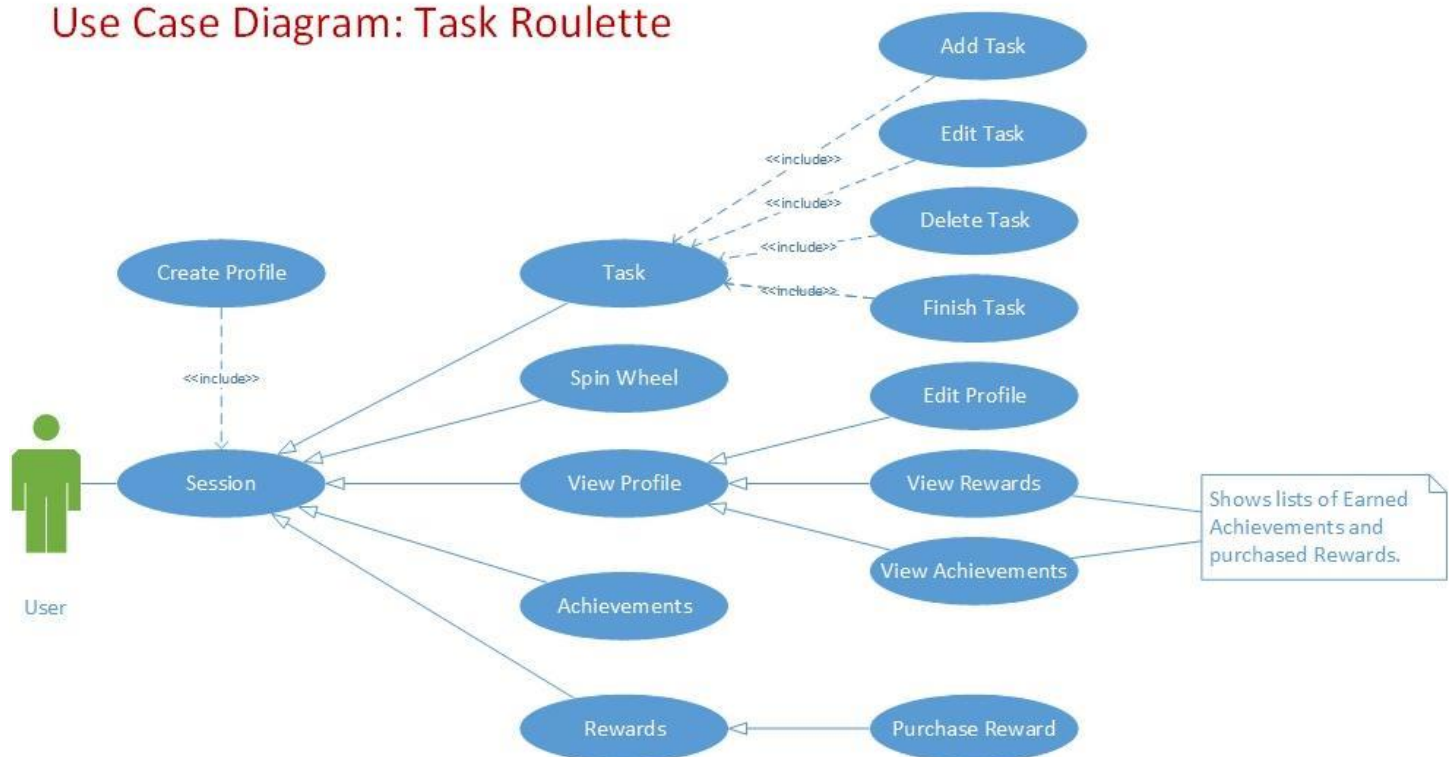 Use Case Diagram: Task Roulette
Add Task
Edit Task
<<include>>
<<include>>
Delete Task
<<include>>
Create Profile
Task
<<include>>
Finish Task
<<include>>
Spin Wheel
Edit Profile
Session
View Profile
View Rewards
Shows lists of Earned
Achievements and
purchased Rewards.
View Achievements
User
Achievements
Rewards
Purchase Reward